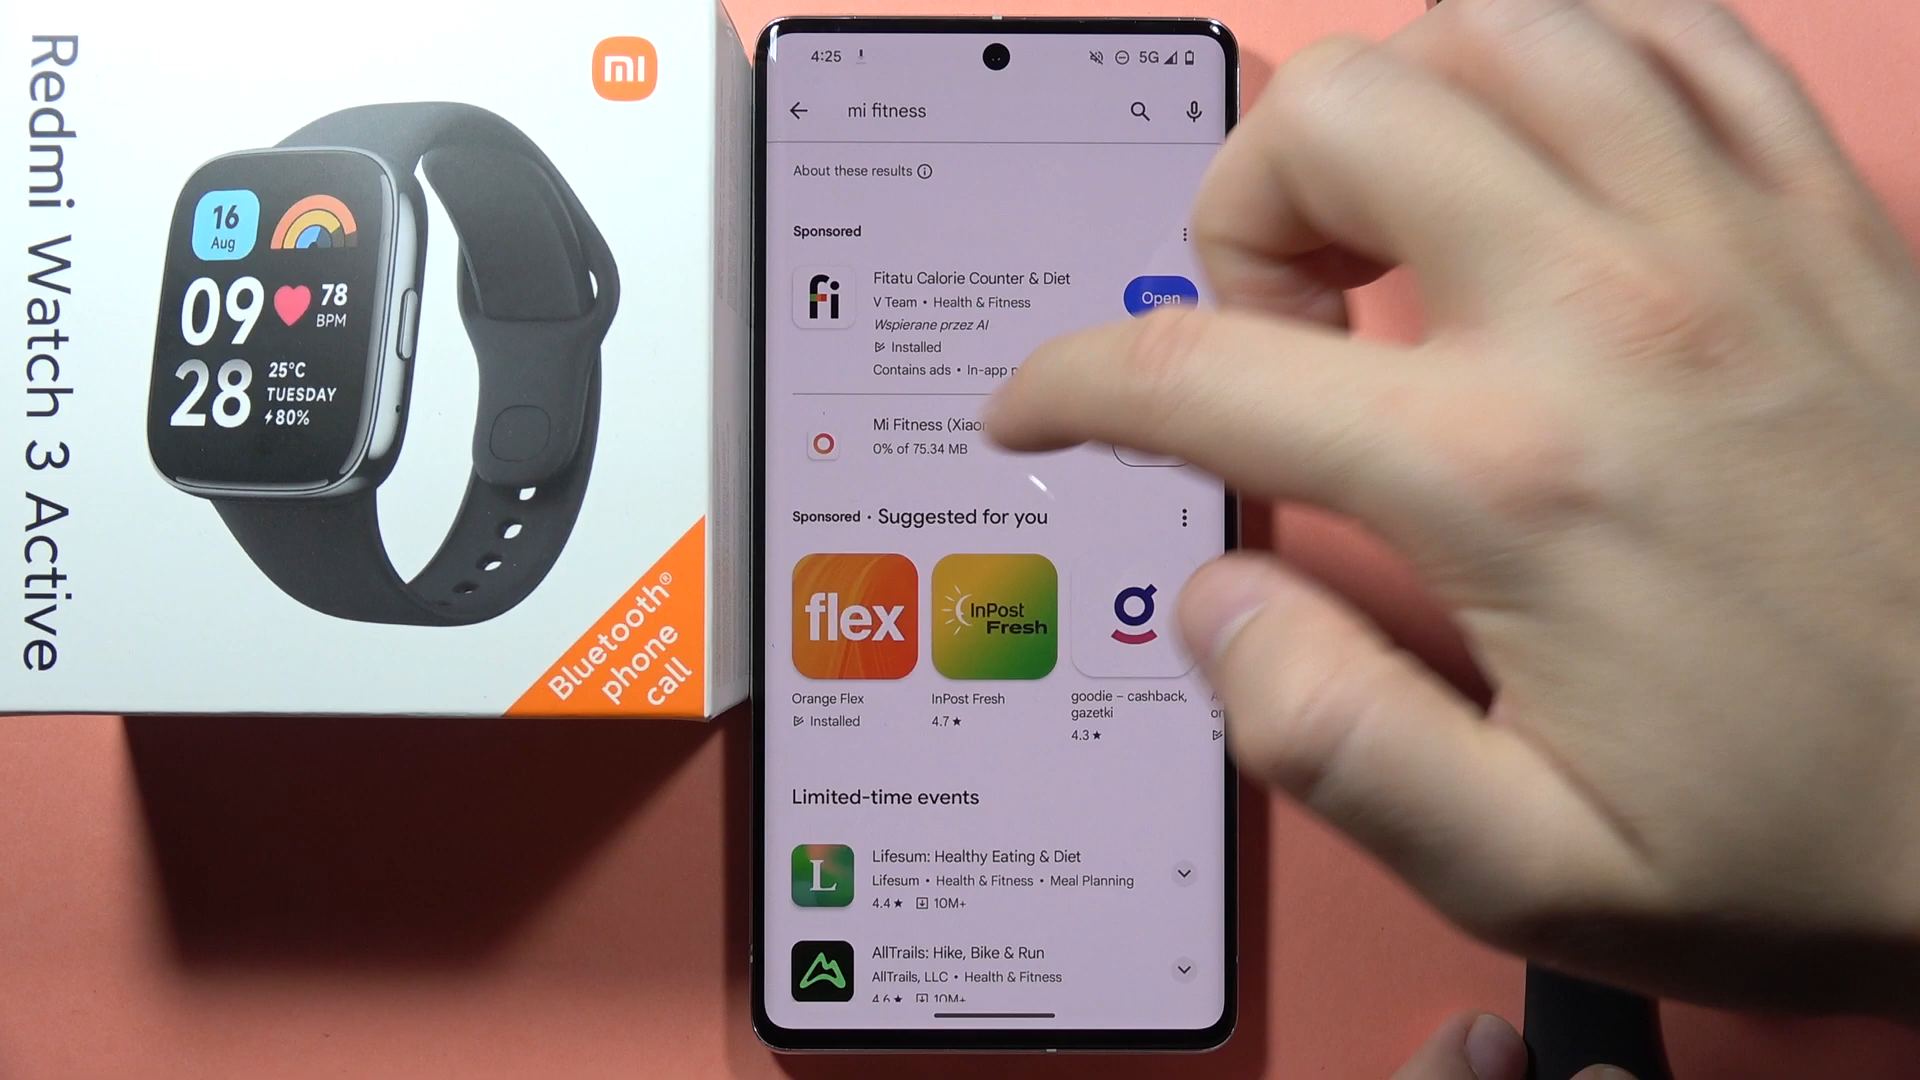 Redmi Watch 3 Active
mi
16
Aug
09
28
78
BPM
25°C
TUESDAY
80%
Bluetooth®
phone
call
4:25
5G
mi fitness
About these results
Sponsored
Fitatu Calorie Counter & Diet
V Team • Health & Fitness
Wspierane przez AI
Installed
Contains ads • In-app
Open
Mi Fitness (Xiao
0% of 75.34 MB
Sponsored · Suggested for you
flex
InPost
Fresh
Orange Flex
Installed
InPost Fresh
4.7★
goodie – cashback,
gazetki
4.3★
Limited-time events
L
Lifesum: Healthy Eating & Diet
Lifesum • Health & Fitness • Meal Planning
4.4★ 10M+
AllTrails: Hike, Bike & Run
AllTrails, LLC • Health & Fitness
4.6★ 10M+